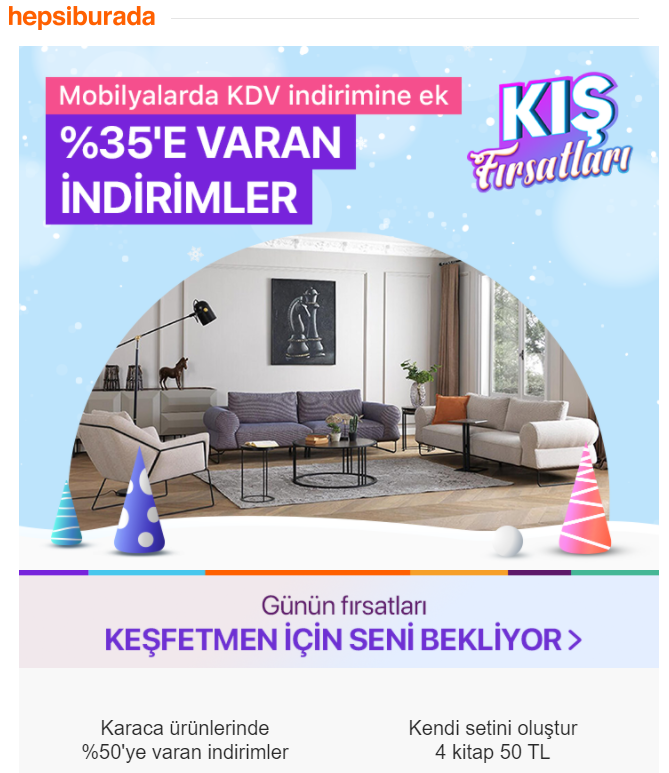 hepsiburada
Mobilyalarda KDV indirimine ek
%35'E VARAN
İNDİRİMLER
KIŞ
Fırsatları
Günün fırsatları
KEŞFETMEN İÇİN SENİ BEKLİYOR >
Karaca ürünlerinde
%50'ye varan indirimler
Kendi setini oluştur
4 kitap 50 TL